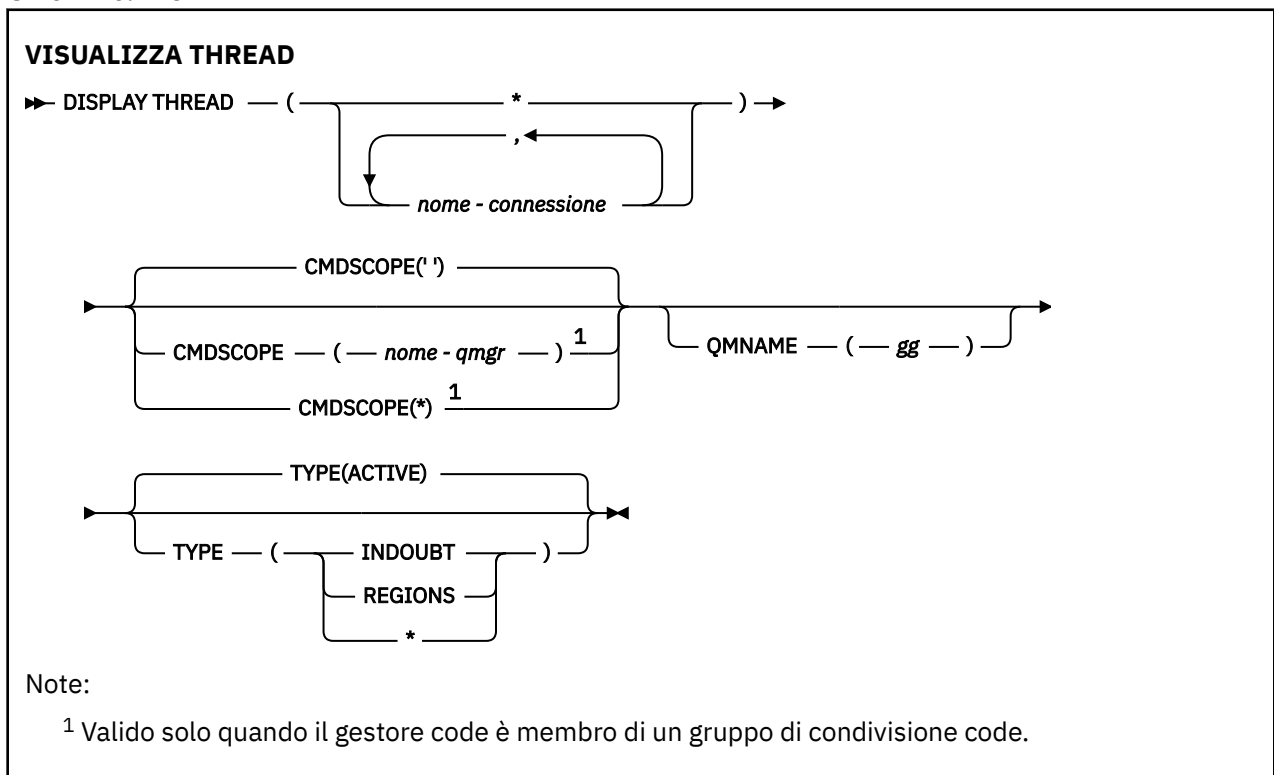 VISUALIZZA THREAD
DISPLAY THREAD ( * )
,
nome - connessione
CMDSCOPE(' ')
CMDSCOPE ( nome - qmgr ) 1
CMDSCOPE(*) 1
QMNAME ( gg )
TYPE(ACTIVE)
TYPE ( INDOUBT )
REGIONS
*
Note:
1 Valido solo quando il gestore code è membro di un gruppo di condivisione code.